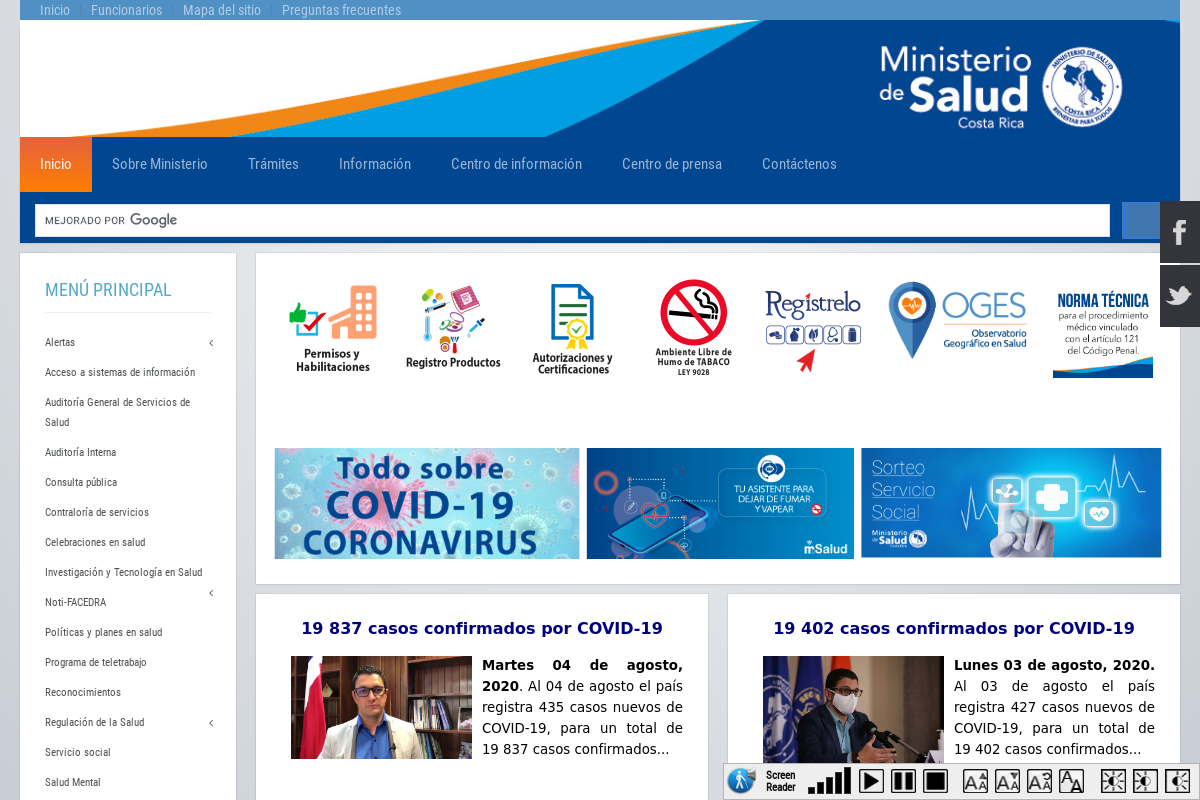 Inicio
Funcionarios
Mapa del sitio
Preguntas frecuentes
Ministerio
de Salud
Costa Rica
MINISTERIO DE SALUD
COSTA RICA
BIENESTAR PARA TODOS
Inicio
Sobre Ministerio
Trámites
Información
Centro de información
Centro de prensa
Contáctenos
MEJORADO POR Google
MENÚ PRINCIPAL
Alertas
Acceso a sistemas de información
Auditoría General de Servicios de
Salud
Auditoría Interna
Consulta pública
Contraloría de servicios
Celebraciones en salud
Investigación y Tecnología en Salud
Noti-FACEDRA
Políticas y planes en salud
Programa de teletrabajo
Reconocimientos
Regulación de la Salud
Servicio social
Salud Mental
Permisos y
Habilitaciones
Registro Productos
Autorizaciones y
Certificaciones
Ambiente Libre de
Humo de TABACO
LEY 9028
Regístrelo
OGES
Observatorio
Geográfico en Salud
NORMA TÉCNICA
para el procedimiento
médico vinculado
con el artículo 121
del Código Penal.
Todo sobre
COVID-19
CORONAVIRUS
TU ASISTENTE PARA
DEJAR DE FUMAR
Y VAPEAR
mSalud
Sorteo
Servicio
Social
Ministerio
de Salud
19 837 casos confirmados por COVID-19
Martes 04 de agosto,
2020. Al 04 de agosto el país
registra 435 casos nuevos de
COVID-19, para un total de
19 837 casos confirmados...
19 402 casos confirmados por COVID-19
Lunes 03 de agosto, 2020.
Al 03 de agosto el país
registra 427 casos nuevos de
COVID-19, para un total de
19 402 casos confirmados...
Screen
Reader